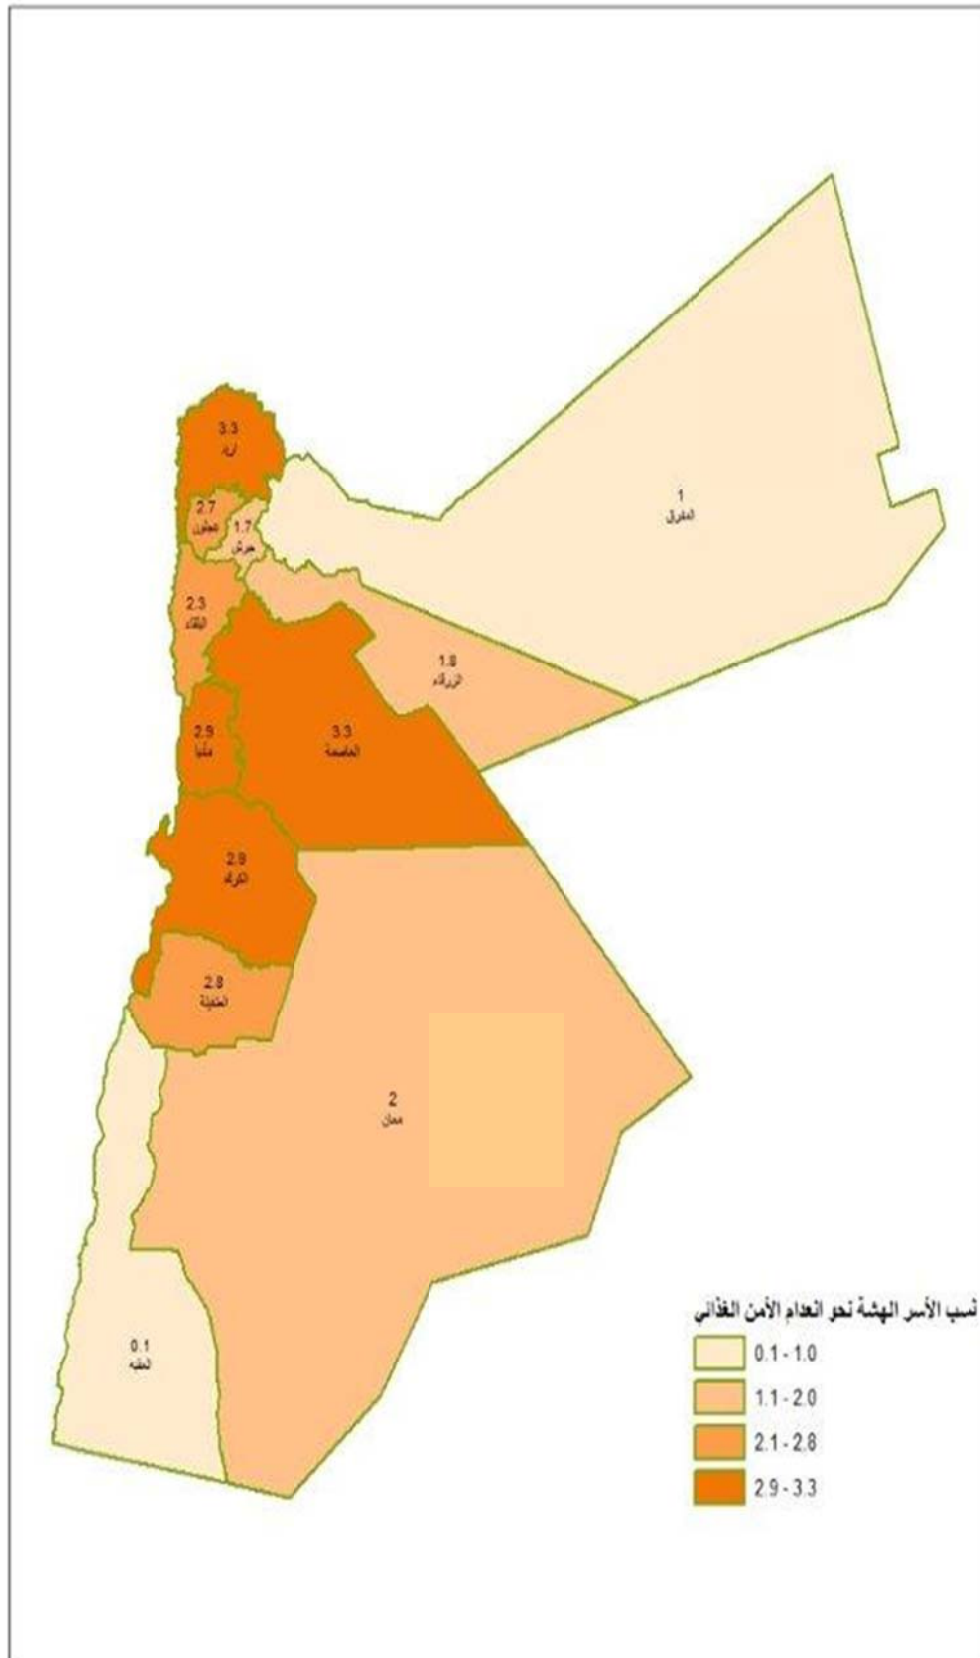 3.3
اربد
1
المفرق
2.7
عجلون
1.7
جرش
2.3
البلقاء
1.8
الزرقاء
2.9
مادبا
3.3
العاصمة
2.9
الكرك
2.8
الطفيلة
2
معان
0.1
العقبه
نسب الأسر الهشة نحو انعدام الأمن الغذائي
0.1 - 1.0
1.1 - 2.0
2.1 - 2.8
2.9 - 3.3